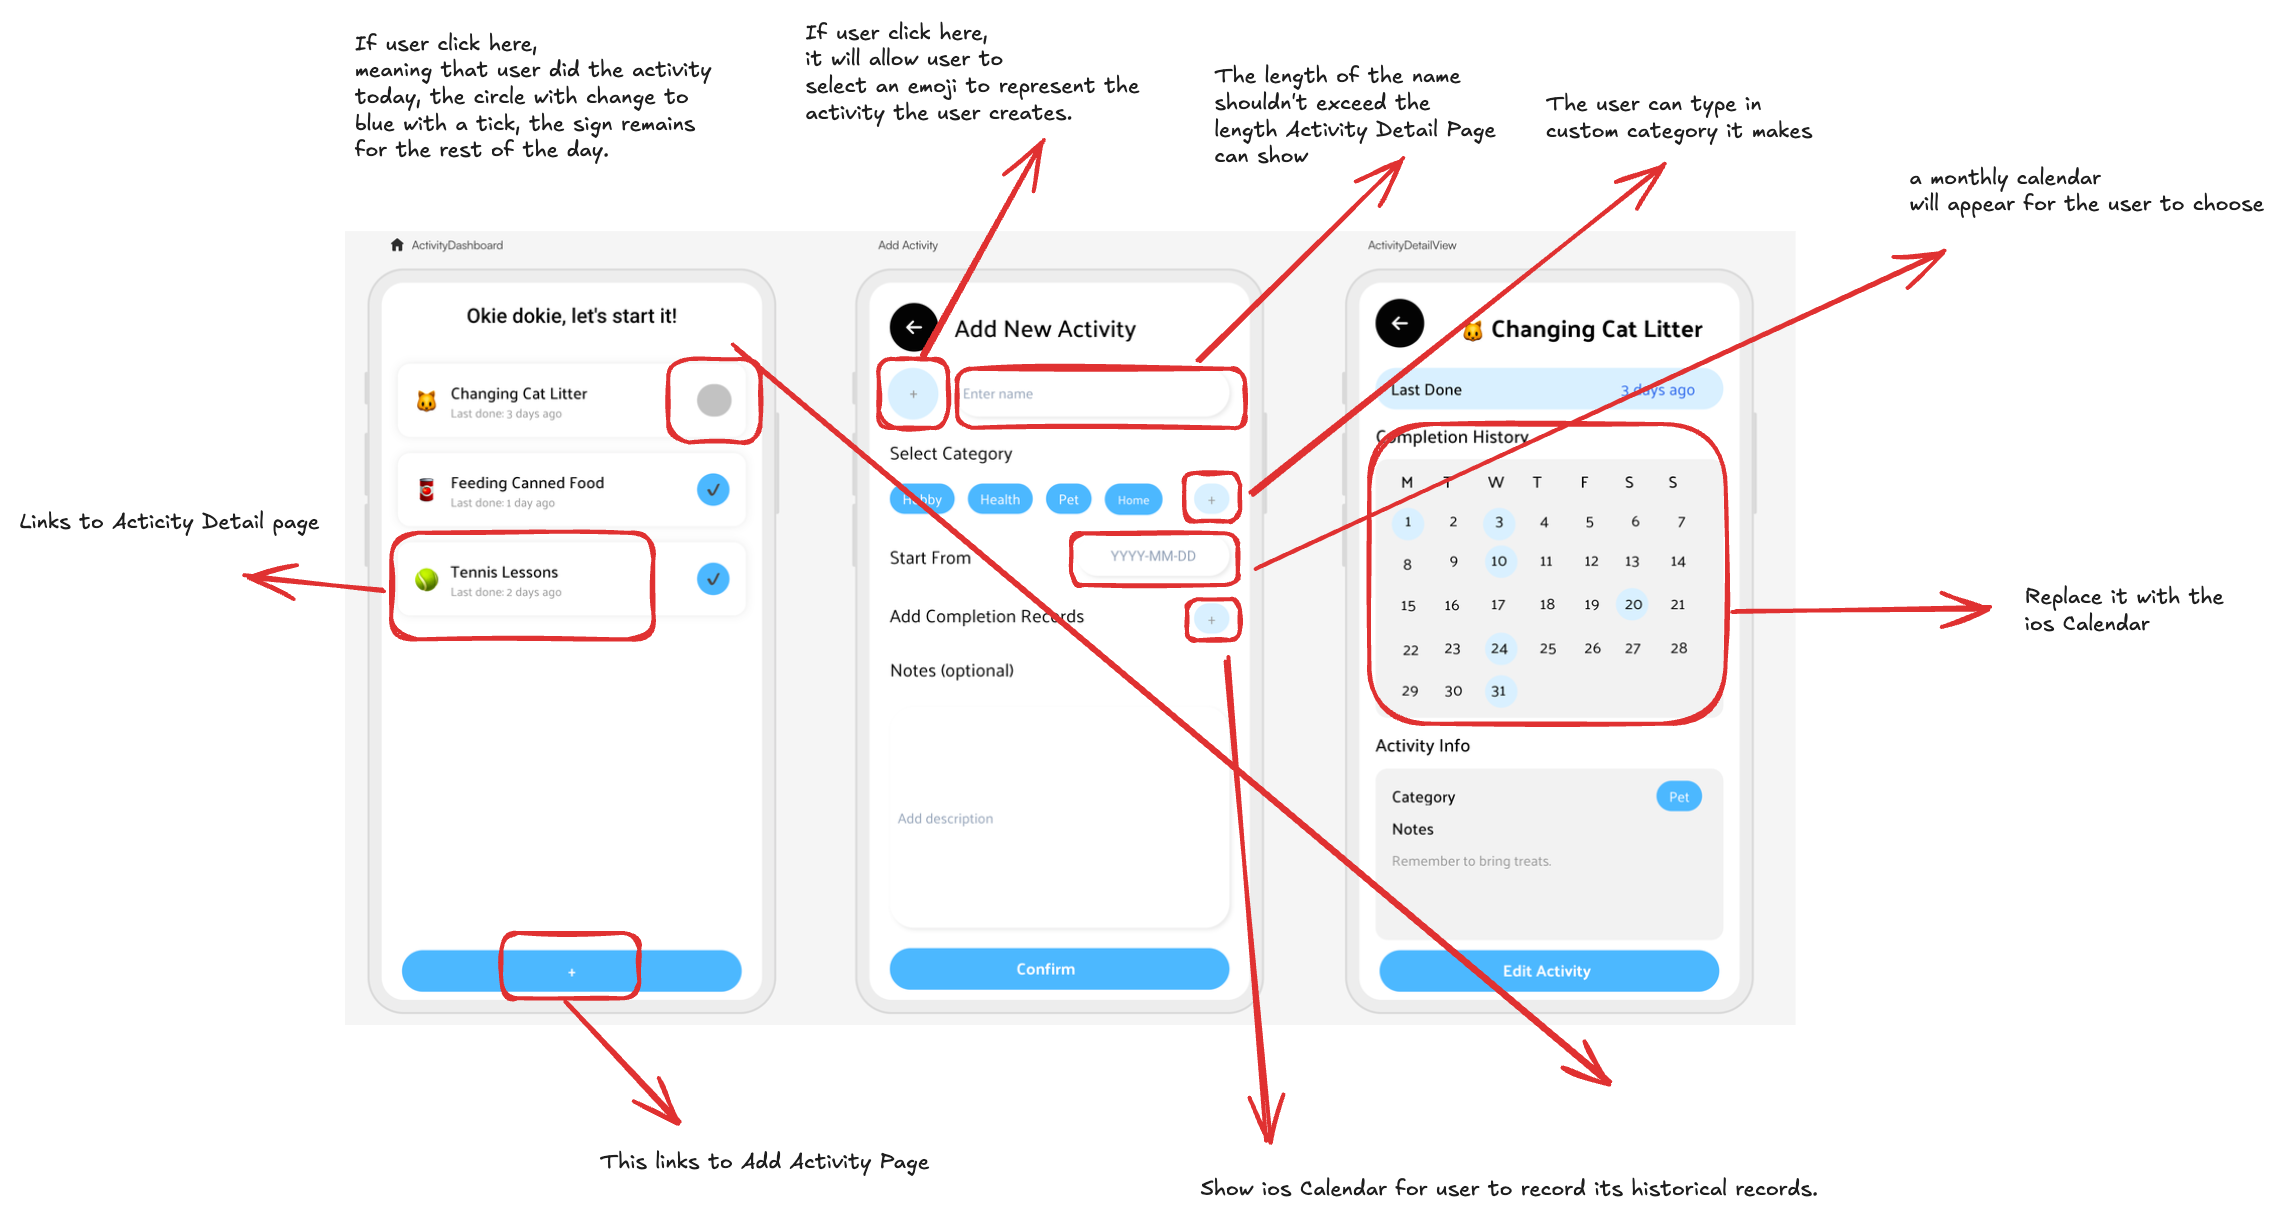 If user click here,
meaning that user did the activity
today, the circle with change to
blue with a tick, the sign remains
for the rest of the day.
If user click here,
it will allow user to
select an emoji to represent the
activity the user creates.
The length of the name
shouldn't exceed the
length Activity Detail Page
can show
The user can type in
custom category it makes
a monthly calendar
will appear for the user to choose
ActivityDashboard
Okie dokie, let's start it!
Changing Cat Litter
Last done: 3 days ago
Feeding Canned Food
Last done: 1 day ago
Tennis Lessons
Last done: 2 days ago
+
Links to Acticity Detail page
This links to Add Activity Page
Add Activity
Add New Activity
+
Enter name
Select Category
Hobby Health Pet Home +
Start From YYYY-MM-DD
Add Completion Records +
Notes (optional)
Add description
Confirm
Show ios Calendar for user to record its historical records.
ActivityDetailView
Changing Cat Litter
Last Done 3 days ago
Completion History
M T W T F S S
1 2 3 4 5 6 7
8 9 10 11 12 13 14
15 16 17 18 19 20 21
22 23 24 25 26 27 28
29 30 31
Activity Info
Category Pet
Notes
Remember to bring treats.
Edit Activity
Replace it with the
ios Calendar